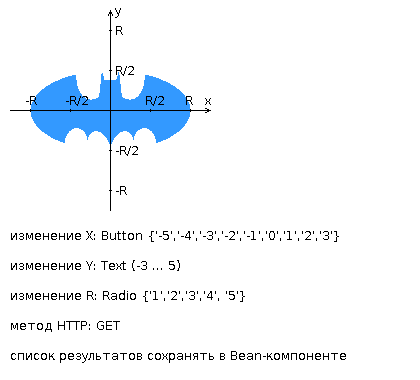 y
R
R/2
-R -R/2 R/2 R x
-R/2
-R
изменение X: Button {'-5','-4','-3','-2','-1','0','1','2','3'}
изменение Y: Text (-3 ... 5)
изменение R: Radio {'1','2','3','4', '5'}
метод HTTP: GET
список результатов сохранять в Bean-компоненте